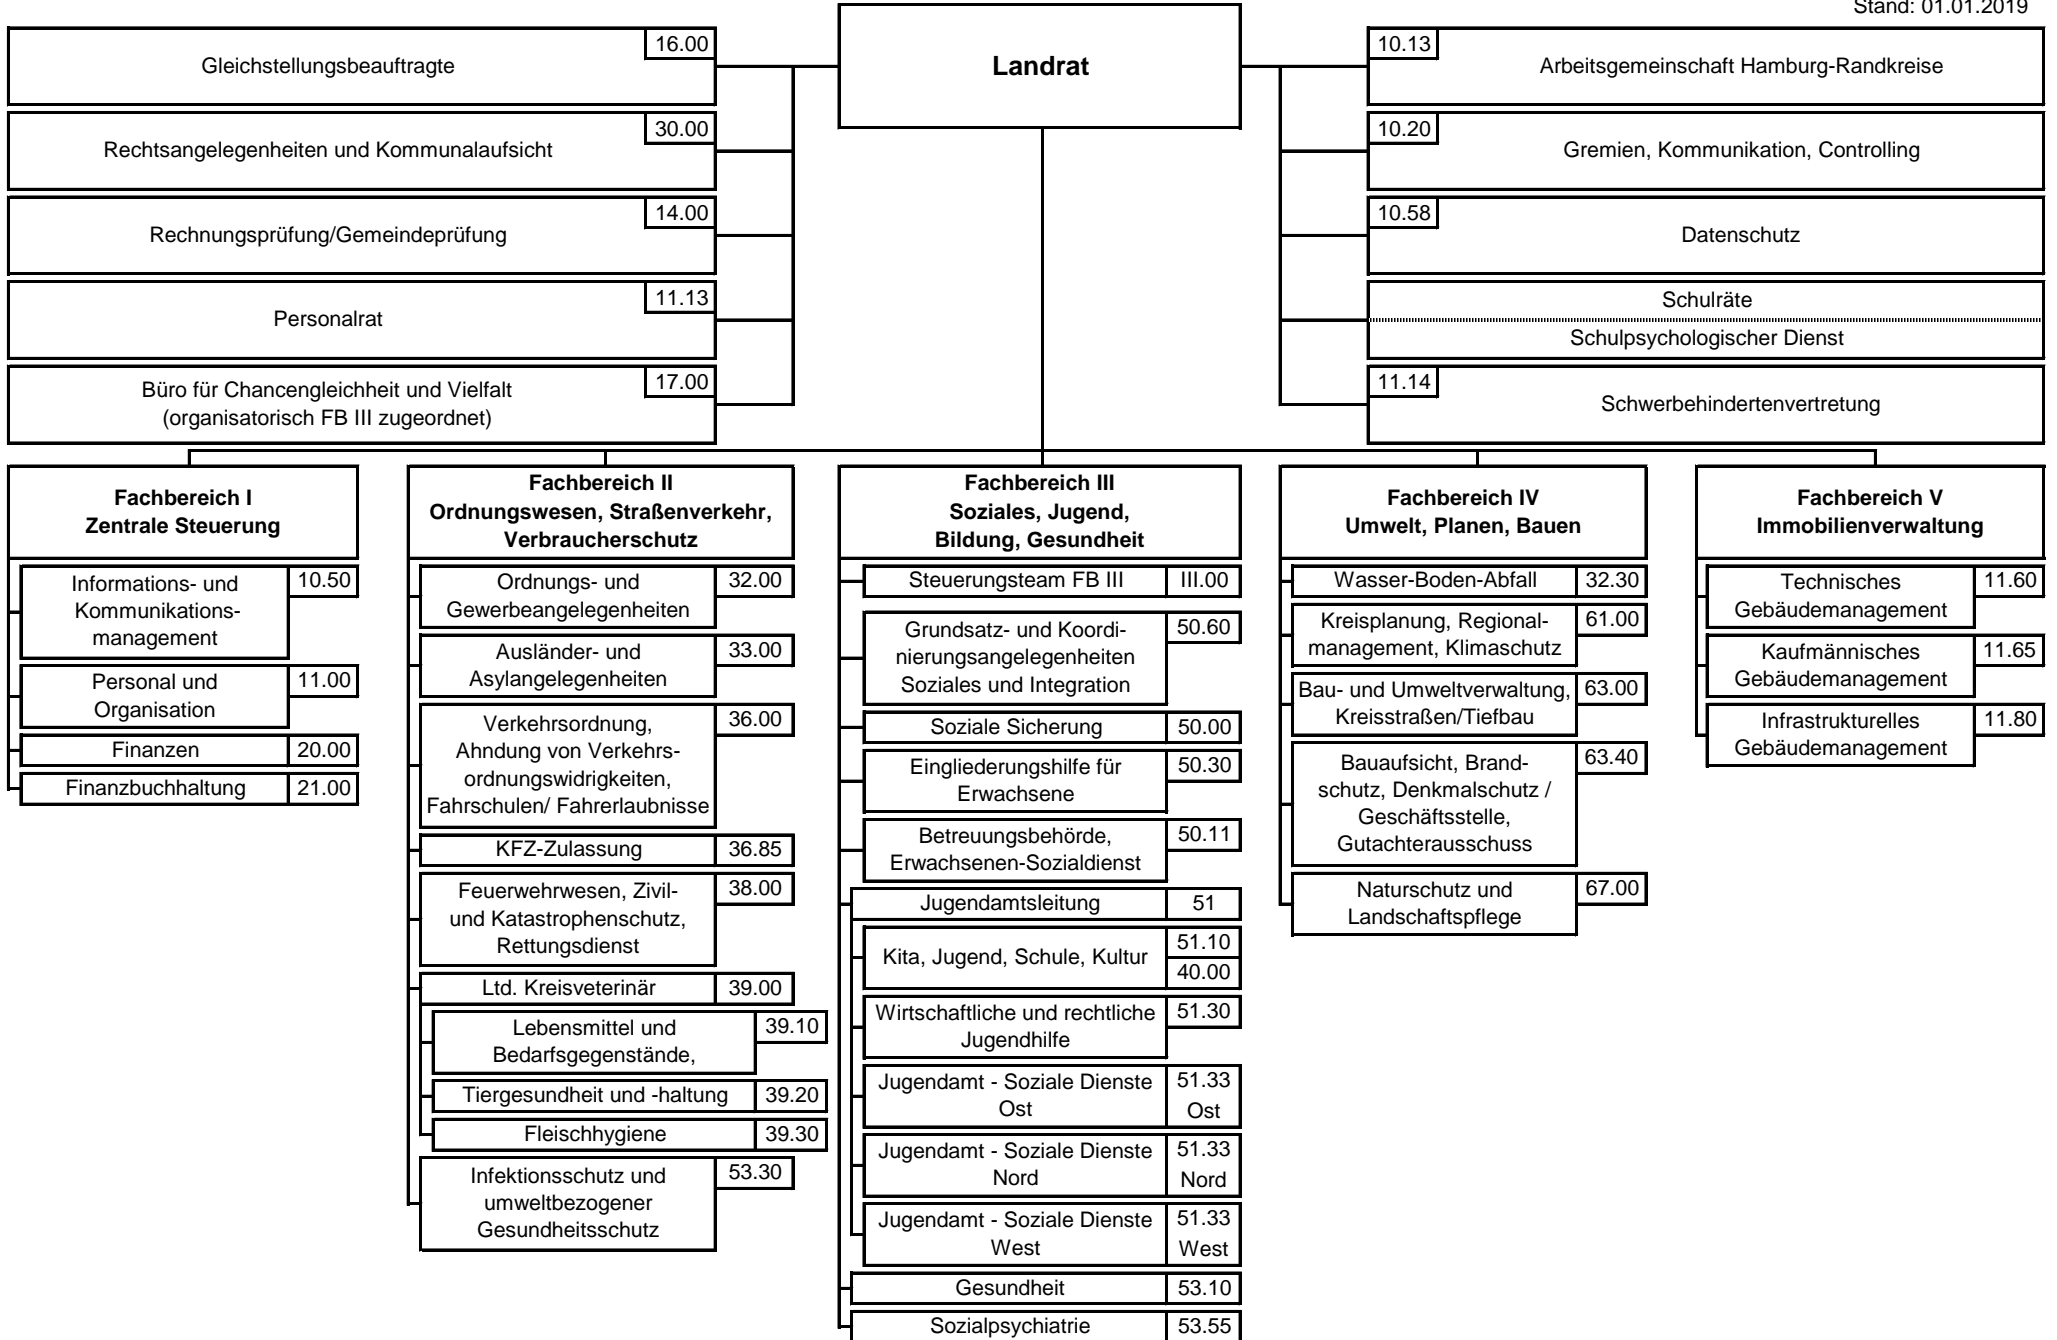 Stand: 01.01.2019
Landrat
16.00
Gleichstellungsbeauftragte
30.00
Rechtsangelegenheiten und Kommunalaufsicht
14.00
Rechnungsprüfung/Gemeindeprüfung
11.13
Personalrat
17.00
Büro für Chancengleichheit und Vielfalt
(organisatorisch FB III zugeordnet)
10.13
Arbeitsgemeinschaft Hamburg-Randkreise
10.20
Gremien, Kommunikation, Controlling
10.58
Datenschutz
Schulräte
Schulpsychologischer Dienst
11.14
Schwerbehindertenvertretung
Fachbereich I
Zentrale Steuerung
Informations- und
Kommunikations-
management
10.50
Personal und
Organisation
11.00
Finanzen
20.00
Finanzbuchhaltung
21.00
Fachbereich II
Ordnungswesen, Straßenverkehr,
Verbraucherschutz
Ordnungs- und
Gewerbeangelegenheiten
32.00
Ausländer- und
Asylangelegenheiten
33.00
Verkehrsordnung,
Ahndung von Verkehrs-
ordnungswidrigkeiten,
Fahrschulen/ Fahrerlaubnisse
36.00
KFZ-Zulassung
36.85
Feuerwehrwesen, Zivil-
und Katastrophenschutz,
Rettungsdienst
38.00
Ltd. Kreisveterinär
39.00
Lebensmittel und
Bedarfsgegenstände,
39.10
Tiergesundheit und -haltung
39.20
Fleischhygiene
39.30
Infektionsschutz und
umweltbezogener
Gesundheitsschutz
53.30
Fachbereich III
Soziales, Jugend,
Bildung, Gesundheit
Steuerungsteam FB III
III.00
Grundsatz- und Koordi-
nierungsangelegenheiten
Soziales und Integration
50.60
Soziale Sicherung
50.00
Eingliederungshilfe für
Erwachsene
50.30
Betreuungsbehörde,
Erwachsenen-Sozialdienst
50.11
Jugendamtsleitung
51
Kita, Jugend, Schule, Kultur
51.10
40.00
Wirtschaftliche und rechtliche
Jugendhilfe
51.30
Jugendamt - Soziale Dienste
Ost
51.33
Ost
Jugendamt - Soziale Dienste
Nord
51.33
Nord
Jugendamt - Soziale Dienste
West
51.33
West
Gesundheit
53.10
Sozialpsychiatrie
53.55
Fachbereich IV
Umwelt, Planen, Bauen
Wasser-Boden-Abfall
32.30
Kreisplanung, Regional-
management, Klimaschutz
61.00
Bau- und Umweltverwaltung,
Kreisstraßen/Tiefbau
63.00
Bauaufsicht, Brand-
schutz, Denkmalschutz /
Geschäftsstelle,
Gutachterausschuss
63.40
Naturschutz und
Landschaftspflege
67.00
Fachbereich V
Immobilienverwaltung
Technisches
Gebäudemanagement
11.60
Kaufmännisches
Gebäudemanagement
11.65
Infrastrukturelles
Gebäudemanagement
11.80